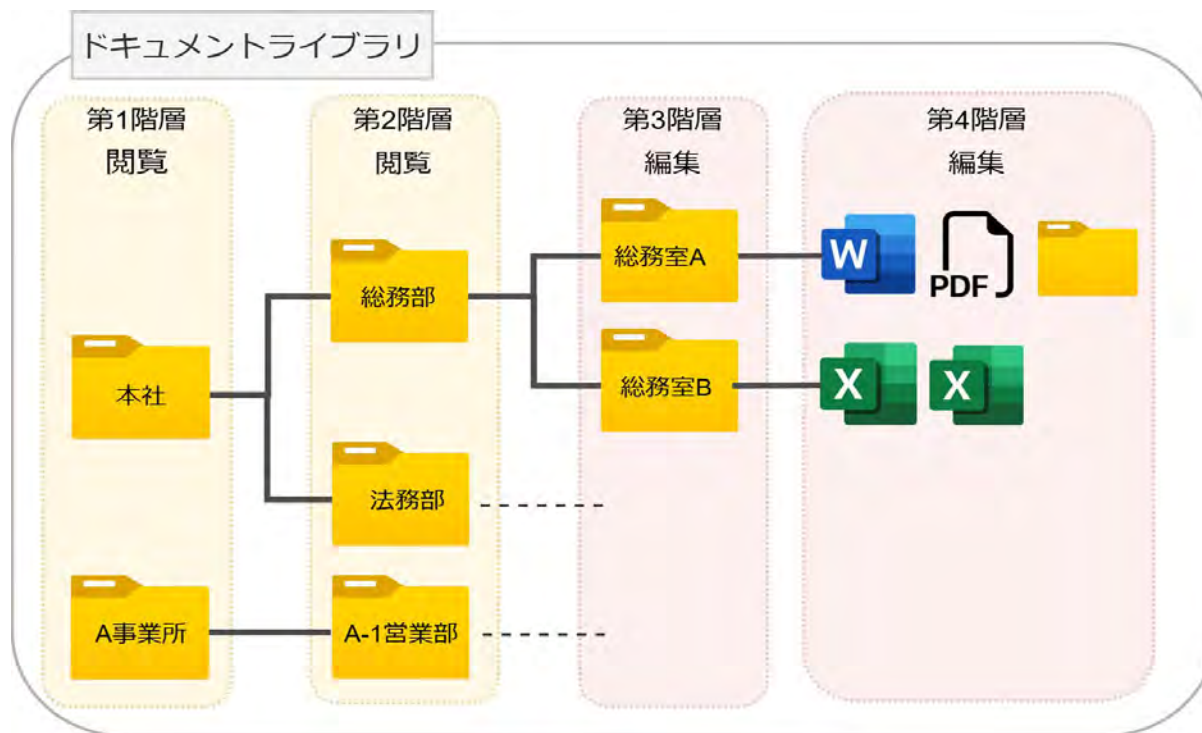 ドキュメントライブラリ
第1階層
閲覧
第2階層
閲覧
第3階層
編集
第4階層
編集
本社
総務部
総務室A
W
PDF
総務室B
X
X
法務部
A事業所
A-1営業部